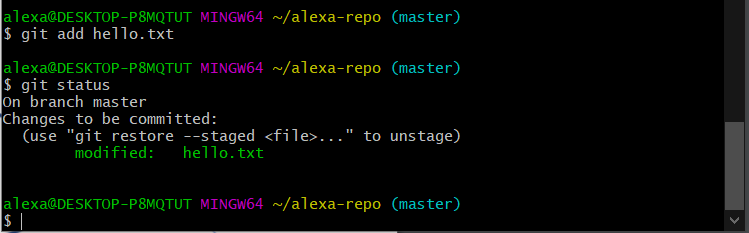 alexa@DESKTOP-P8MQTUT MINGW64 ~/alexa-repo (master)
$ git add hello.txt
alexa@DESKTOP-P8MQTUT MINGW64 ~/alexa-repo (master)
$ git status
On branch master
Changes to be committed:
  (use "git restore --staged <file>..." to unstage)
        modified:   hello.txt
alexa@DESKTOP-P8MQTUT MINGW64 ~/alexa-repo (master)
$